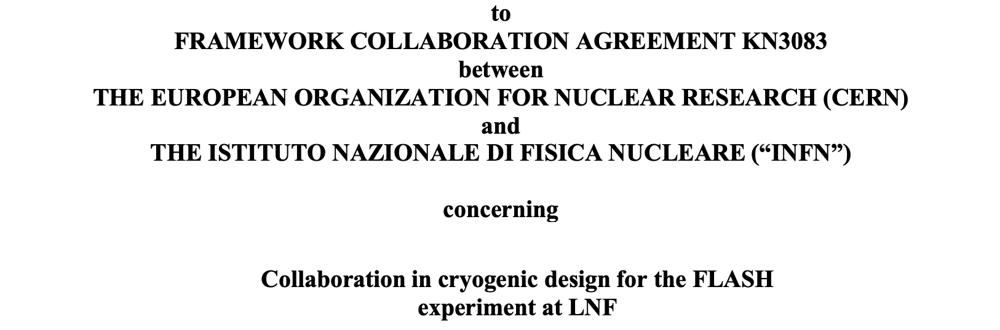 to
FRAMEWORK COLLABORATION AGREEMENT KN3083
between
THE EUROPEAN ORGANIZATION FOR NUCLEAR RESEARCH (CERN)
and
THE ISTITUTO NAZIONALE DI FISICA NUCLEARE (“INFN”)
concerning
Collaboration in cryogenic design for the FLASH
experiment at LNF